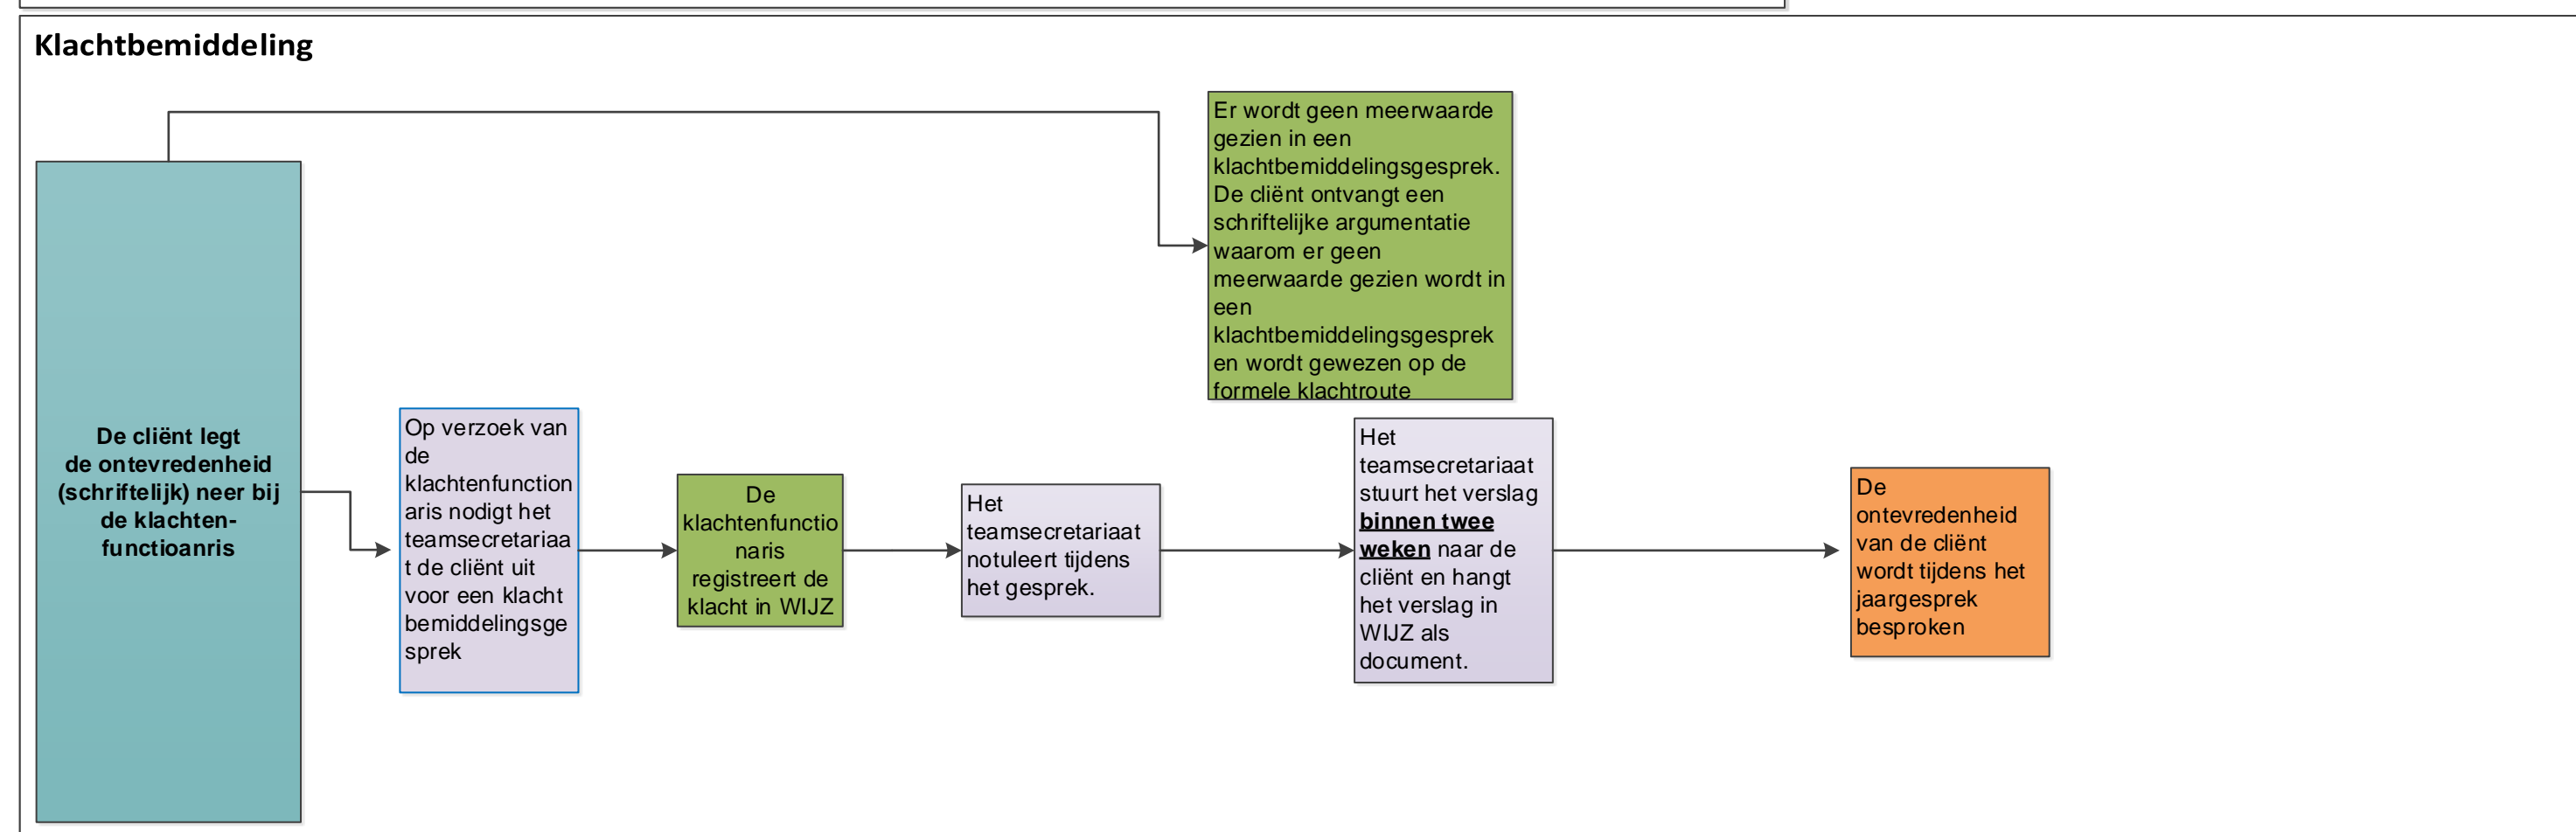 Klachtbemiddeling
Er wordt geen meerwaarde
gezien in een
klachtbemiddelingsgesprek.
De cliënt ontvangt een
schriftelijke argumentatie
waarom er geen
meerwaarde gezien wordt in
een
klachtbemiddelingsgesprek
en wordt gewezen op de
formele klachtroute
De cliënt legt
de ontevredenheid
(schriftelijk) neer bij
de klachten-
functioanris
Op verzoek van
de
klachtenfunction
aris nodigt het
teamsecretariaa
t de cliënt uit
voor een klacht
bemiddelingsge
sprek
De
klachtenfunctio
naris
registreert de
klacht in WIJZ
Het
teamsecretariaat
notuleert tijdens
het gesprek.
Het
teamsecretariaat
stuurt het verslag
binnen twee
weken naar de
cliënt en hangt
het verslag in
WIJZ als
document.
De
ontevredenheid
van de cliënt
wordt tijdens het
jaargesprek
besproken